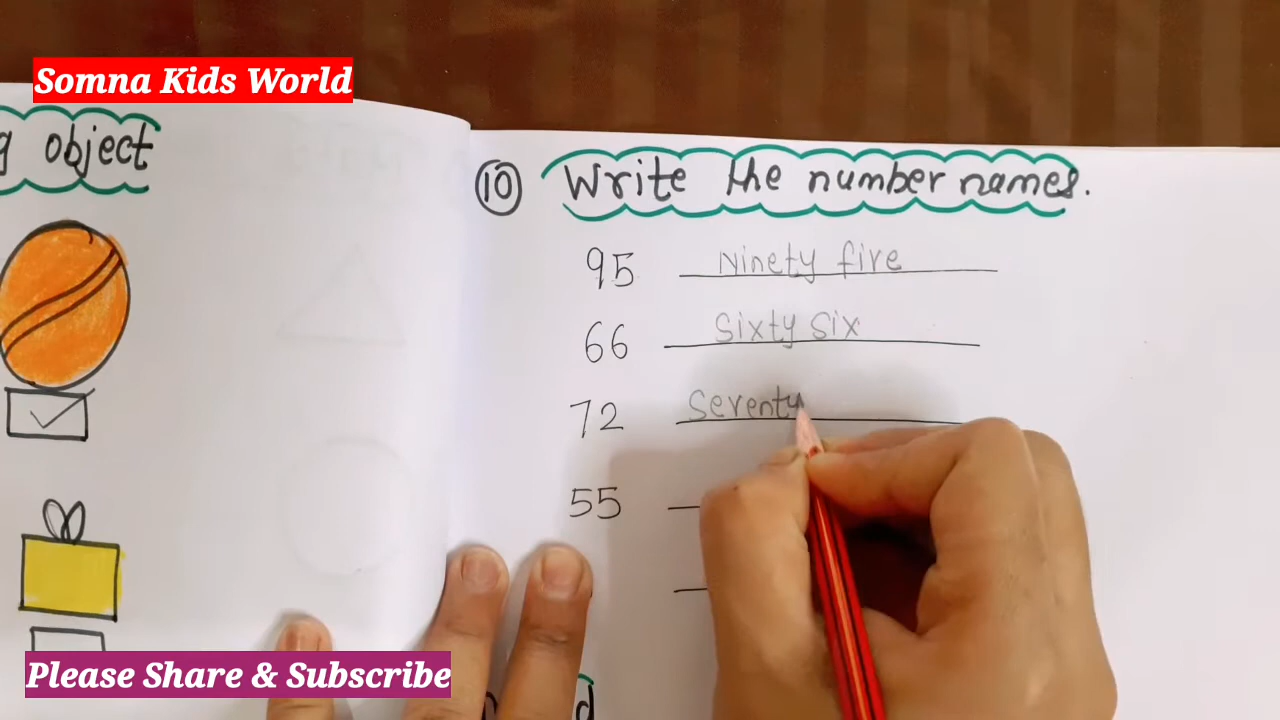 Somna Kids World
g object
10 Write the number names.
95 Ninety five
66 Sixty six
72 Seventy
55
Please Share & Subscribe